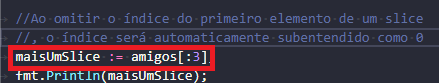 //Ao omitir o índice do primeiro elemento de um slice
//, o índice será automaticamente subentendido como 0
maisUmSlice := amigos[:3]
fmt.Println(maisUmSlice);